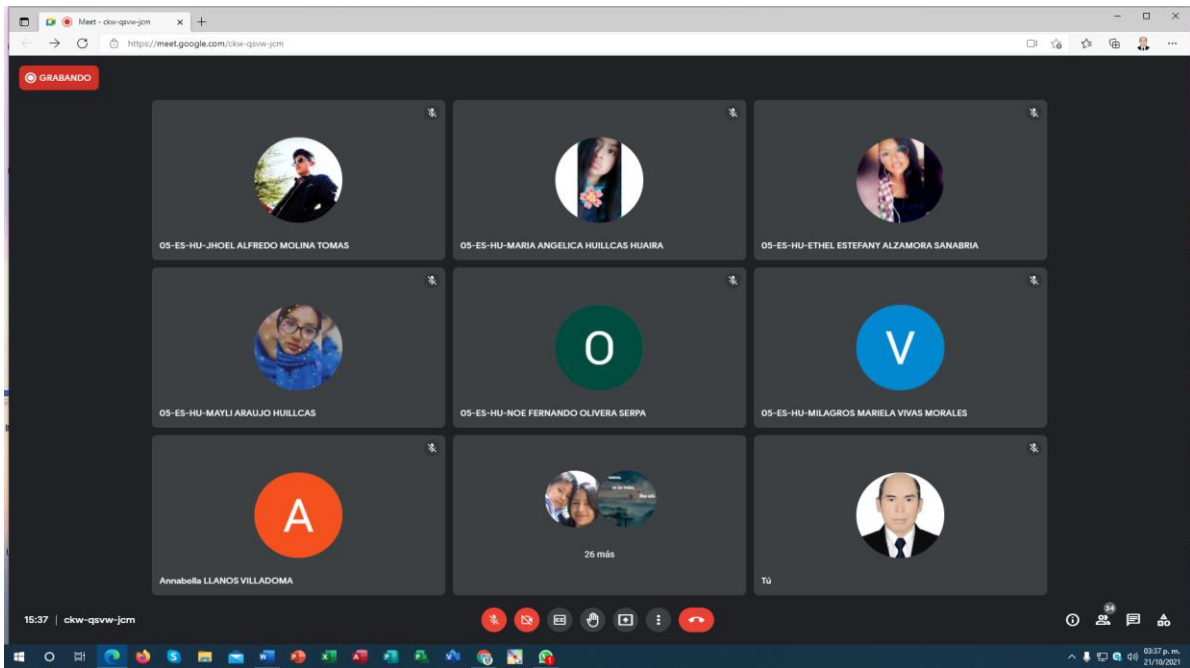 Meet - ckw-qsvw-jcm
https://meet.google.com/ckw-qsvw-jcm
GRABANDO
05-ES-HU-JHOEL ALFREDO MOLINA TOMAS
05-ES-HU-MARIA ANGELICA HUILLCAS HUAIRA
05-ES-HU-ETHEL ESTEFANY ALZAMORA SANABRIA
05-ES-HU-MAYLI ARAUJO HUILLCAS
O
05-ES-HU-NOE FERNANDO OLIVERA SERPA
V
05-ES-HU-MILAGROS MARIELA VIVAS MORALES
A
Annabella LLANOS VILLADOMA
26 más
Tú
15:37 | ckw-qsvw-jcm
34
03:37 p. m.
21/10/2021